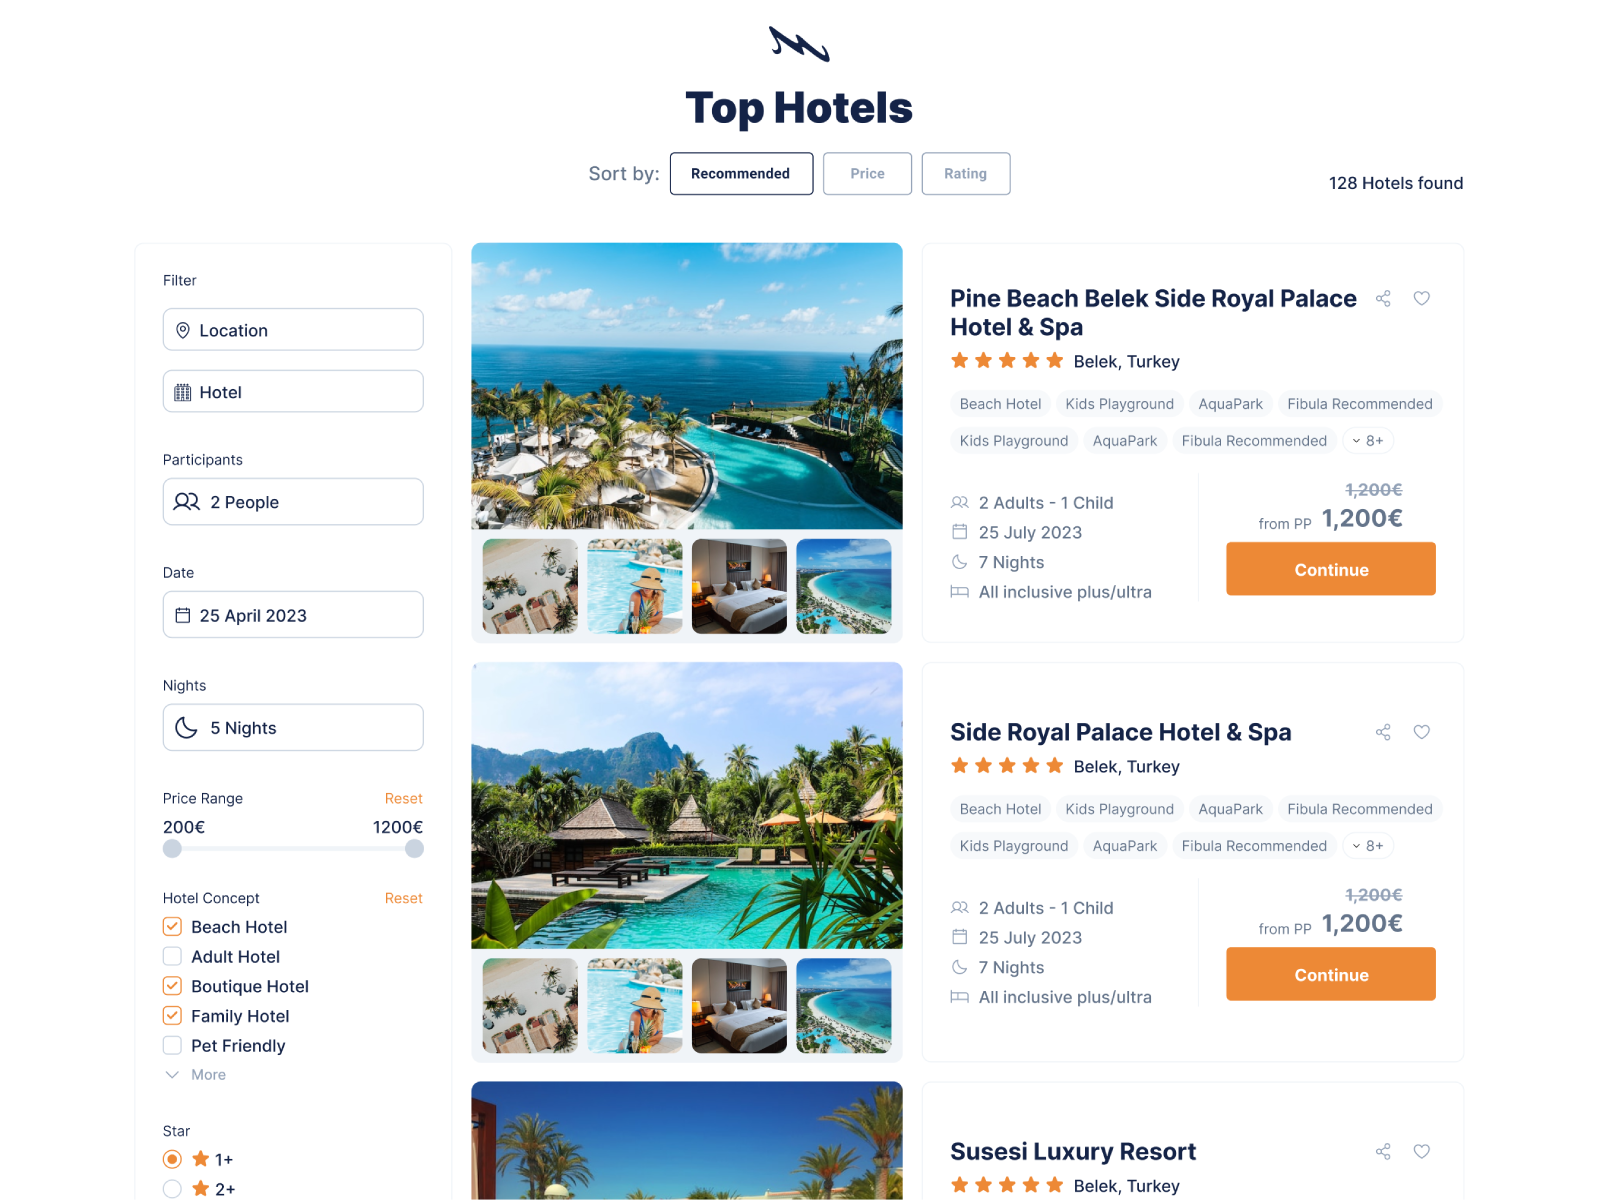 Top Hotels
Sort by: Recommended Price Rating
128 Hotels found
Filter
Location
Hotel
Participants
2 People
Date
25 April 2023
Nights
5 Nights
Price Range Reset
200€ 1200€
Hotel Concept Reset
Beach Hotel
Adult Hotel
Boutique Hotel
Family Hotel
Pet Friendly
More
Star
1+
2+
Pine Beach Belek Side Royal Palace
Hotel & Spa
Belek, Turkey
Beach Hotel Kids Playground AquaPark Fibula Recommended
Kids Playground AquaPark Fibula Recommended 8+
2 Adults - 1 Child
25 July 2023
7 Nights
All inclusive plus/ultra
1,200€
from PP 1,200€
Continue
Side Royal Palace Hotel & Spa
Belek, Turkey
Beach Hotel Kids Playground AquaPark Fibula Recommended
Kids Playground AquaPark Fibula Recommended 8+
2 Adults - 1 Child
25 July 2023
7 Nights
All inclusive plus/ultra
1,200€
from PP 1,200€
Continue
Susesi Luxury Resort
Belek, Turkey